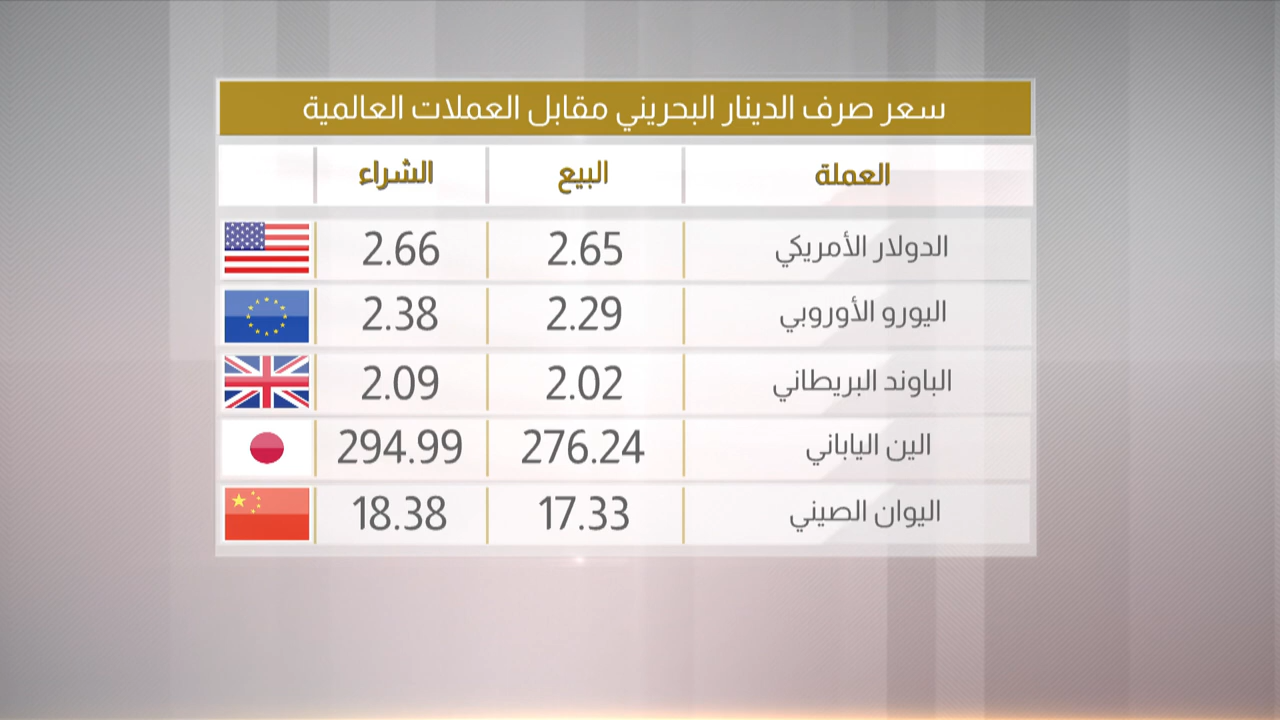 سعر صرف الدينار البحريني مقابل العملات العالمية
العملة البيع الشراء
الدولار الأمريكي 2.65 2.66
اليورو الأوروبي 2.29 2.38
الباوند البريطاني 2.02 2.09
الين الياباني 276.24 294.99
اليوان الصيني 17.33 18.38